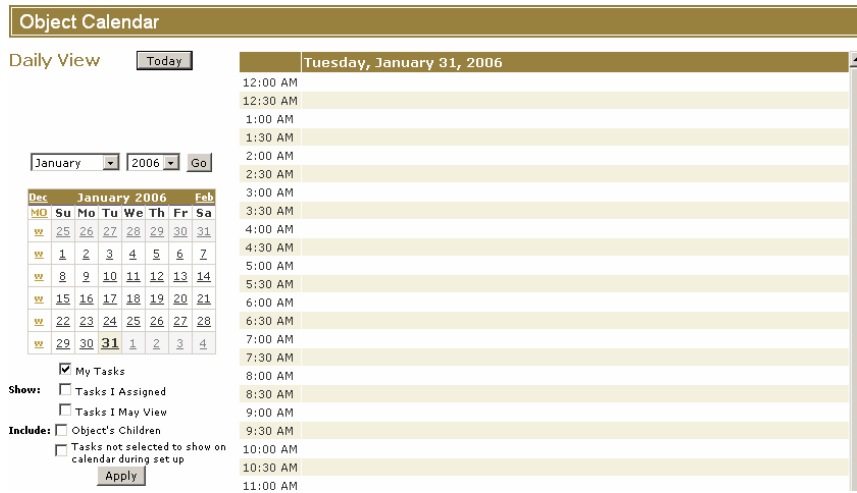 Object Calendar
Daily View
Today
January 2006 Go
Dec January 2006 Feb
MO Su Mo Tu We Th Fr Sa
w 25 26 27 28 29 30 31
w 1 2 3 4 5 6 7
w 8 9 10 11 12 13 14
w 15 16 17 18 19 20 21
w 22 23 24 25 26 27 28
w 29 30 31 1 2 3 4
My Tasks
Show: Tasks I Assigned
Tasks I May View
Include: Object's Children
Tasks not selected to show on
calendar during set up
Apply
Tuesday, January 31, 2006
12:00 AM
12:30 AM
1:00 AM
1:30 AM
2:00 AM
2:30 AM
3:00 AM
3:30 AM
4:00 AM
4:30 AM
5:00 AM
5:30 AM
6:00 AM
6:30 AM
7:00 AM
7:30 AM
8:00 AM
8:30 AM
9:00 AM
9:30 AM
10:00 AM
10:30 AM
11:00 AM